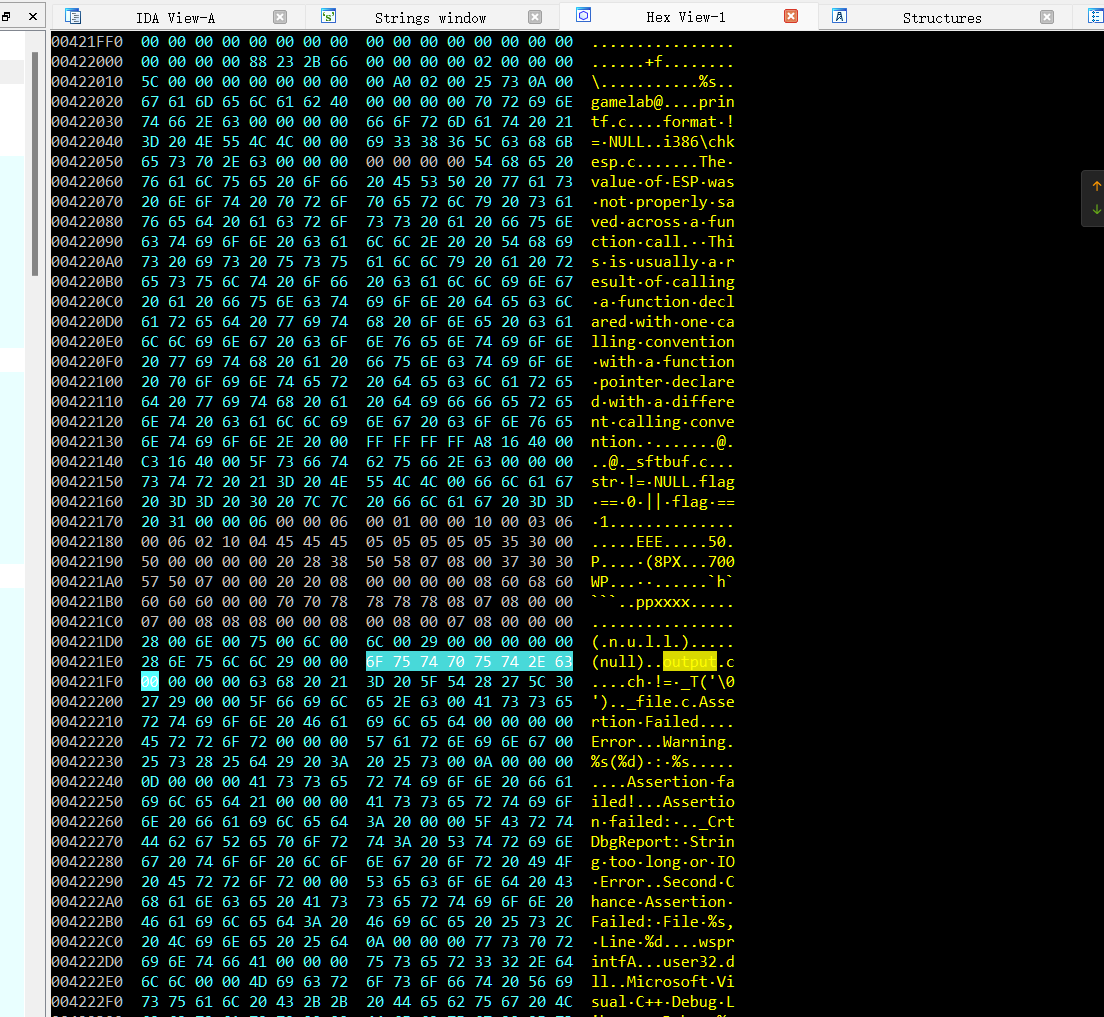 IDA View-A Strings window Hex View-1 Structures
00421FF0 00 00 00 00 00 00 00 00 00 00 00 00 00 00 00 00 ................
00422000 00 00 00 00 88 23 2B 66 00 00 00 00 02 00 00 00 ......+f........
00422010 5C 00 00 00 00 00 00 00 00 A0 02 00 25 73 0A 00 \...........%s..
00422020 67 61 6D 65 6C 61 62 40 00 00 00 00 70 72 69 6E gamelab@....prin
00422030 74 66 2E 63 00 00 00 00 66 6F 72 6D 61 74 20 21 tf.c....format·!
00422040 3D 20 4E 55 4C 4C 00 00 69 33 38 36 5C 63 68 6B =·NULL..i386\chk
00422050 65 73 70 2E 63 00 00 00 00 00 00 00 54 68 65 20 esp.c.......The·
00422060 76 61 6C 75 65 20 6F 66 20 45 53 50 20 77 61 73 value·of·ESP·was
00422070 20 6E 6F 74 20 70 72 6F 70 65 72 6C 79 20 73 61 ·not·properly·sa
00422080 76 65 64 20 61 63 72 6F 73 73 20 61 20 66 75 6E ved·across·a·fun
00422090 63 74 69 6F 6E 20 63 61 6C 6C 2E 20 20 54 68 69 ction·call.··Thi
004220A0 73 20 69 73 20 75 73 75 61 6C 6C 79 20 61 20 72 s·is·usually·a·r
004220B0 65 73 75 6C 74 20 6F 66 20 63 61 6C 6C 69 6E 67 esult·of·calling
004220C0 20 61 20 66 75 6E 63 74 69 6F 6E 20 64 65 63 6C ·a·function·decl
004220D0 61 72 65 64 20 77 69 74 68 20 6F 6E 65 20 63 61 ared·with·one·ca
004220E0 6C 6C 69 6E 67 20 63 6F 6E 76 65 6E 74 69 6F 6E lling·convention
004220F0 20 77 69 74 68 20 61 20 66 75 6E 63 74 69 6F 6E ·with·a·function
00422100 20 70 6F 69 6E 74 65 72 20 64 65 63 6C 61 72 65 ·pointer·declare
00422110 64 20 77 69 74 68 20 61 20 64 69 66 66 65 72 65 d·with·a·differe
00422120 6E 74 20 63 61 6C 6C 69 6E 67 20 63 6F 6E 76 65 nt·calling·conve
00422130 6E 74 69 6F 6E 2E 20 00 FF FF FF FF A8 16 40 00 ntion.·.......@.
00422140 C3 16 40 00 5F 73 66 74 62 75 66 2E 63 00 00 00 ..@._sftbuf.c...
00422150 73 74 72 20 21 3D 20 4E 55 4C 4C 00 66 6C 61 67 str·!=·NULL.flag
00422160 20 3D 3D 20 30 20 7C 7C 20 66 6C 61 67 20 3D 3D ·==·0·||·flag·==
00422170 20 31 00 00 06 00 00 06 00 01 00 00 10 00 03 06 ·1..............
00422180 00 06 02 10 04 45 45 45 05 05 05 05 05 35 30 00 .....EEE.....50.
00422190 50 00 00 00 00 20 28 38 50 58 07 08 00 37 30 30 P....·(8PX...700
004221A0 57 50 07 00 00 20 20 08 00 00 00 00 08 60 68 60 WP...··......`h`
004221B0 60 60 60 00 00 70 70 78 78 78 78 08 07 08 00 00 ```..ppxxxx.....
004221C0 07 00 08 08 08 00 00 08 00 08 00 07 08 00 00 00 ................
004221D0 28 00 6E 00 75 00 6C 00 6C 00 29 00 00 00 00 00 (.n.u.l.l.).....
004221E0 28 6E 75 6C 6C 29 00 00 6F 75 74 70 75 74 2E 63 (null)..output.c
004221F0 00 00 00 00 63 68 20 21 3D 20 5F 54 28 27 5C 30 ....ch·!=·_T('\0
00422200 27 29 00 00 5F 66 69 6C 65 2E 63 00 41 73 73 65 ').._file.c.Asse
00422210 72 74 69 6F 6E 20 46 61 69 6C 65 64 00 00 00 00 rtion·Failed....
00422220 45 72 72 6F 72 00 00 00 57 61 72 6E 69 6E 67 00 Error...Warning.
00422230 25 73 28 25 64 29 20 3A 20 25 73 00 0A 00 00 00 %s(%d)·:·%s.....
00422240 0D 00 00 00 41 73 73 65 72 74 69 6F 6E 20 66 61 ....Assertion·fa
00422250 69 6C 65 64 21 00 00 00 41 73 73 65 72 74 69 6F iled!...Assertio
00422260 6E 20 66 61 69 6C 65 64 3A 20 00 00 5F 43 72 74 n·failed:·.._Crt
00422270 44 62 67 52 65 70 6F 72 74 3A 20 53 74 72 69 6E DbgReport:·Strin
00422280 67 20 74 6F 6F 20 6C 6F 6E 67 20 6F 72 20 49 4F g·too·long·or·IO
00422290 20 45 72 72 6F 72 00 00 53 65 63 6F 6E 64 20 43 ·Error..Second·C
004222A0 68 61 6E 63 65 20 41 73 73 65 72 74 69 6F 6E 20 hance·Assertion·
004222B0 46 61 69 6C 65 64 3A 20 46 69 6C 65 20 25 73 2C Failed:·File·%s,
004222C0 20 4C 69 6E 65 20 25 64 0A 00 00 00 77 73 70 72 ·Line·%d....wspr
004222D0 69 6E 74 66 41 00 00 00 75 73 65 72 33 32 2E 64 intfA...user32.d
004222E0 6C 6C 00 00 4D 69 63 72 6F 73 6F 66 74 20 56 69 ll..Microsoft·Vi
004222F0 73 75 61 6C 20 43 2B 2B 20 44 65 62 75 67 20 4C sual·C++·Debug·L